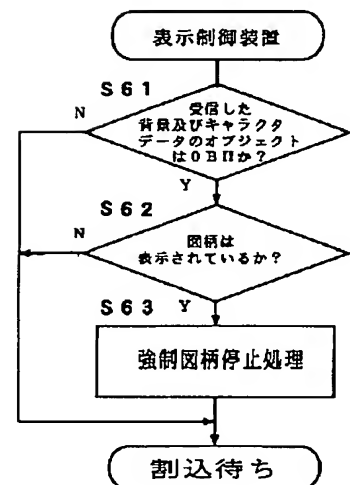 表示制御装置
S61
N
受信した
背景及びキャラクタ
データのオブジェクト
は0BHか?
Y
S62
N
図柄は
表示されているか?
S63
Y
強制図柄停止処理
割込待ち